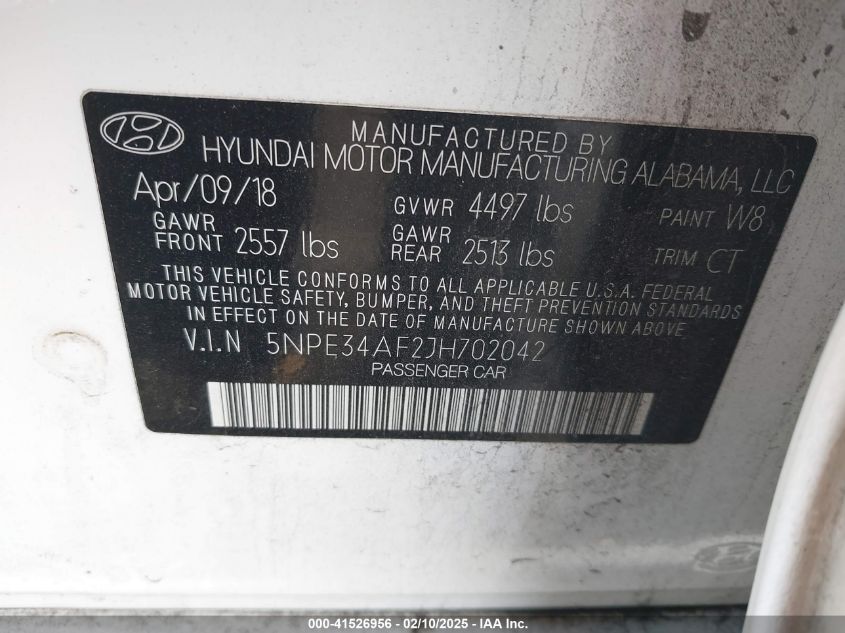 MANUFACTURED BY
HYUNDAI MOTOR MANUFACTURING ALABAMA, LLC
Apr/09/18 GVWR 4497 lbs PAINT W8
GAWR FRONT 2557 lbs GAWR REAR 2513 lbs TRIM CT
THIS VEHICLE CONFORMS TO ALL APPLICABLE U.S.A. FEDERAL
MOTOR VEHICLE SAFETY, BUMPER, AND THEFT PREVENTION STANDARDS
IN EFFECT ON THE DATE OF MANUFACTURE SHOWN ABOVE.
V.I.N 5NPE34AF2JH702042
PASSENGER CAR
000-41526956 - 02/10/2025 - IAA Inc.